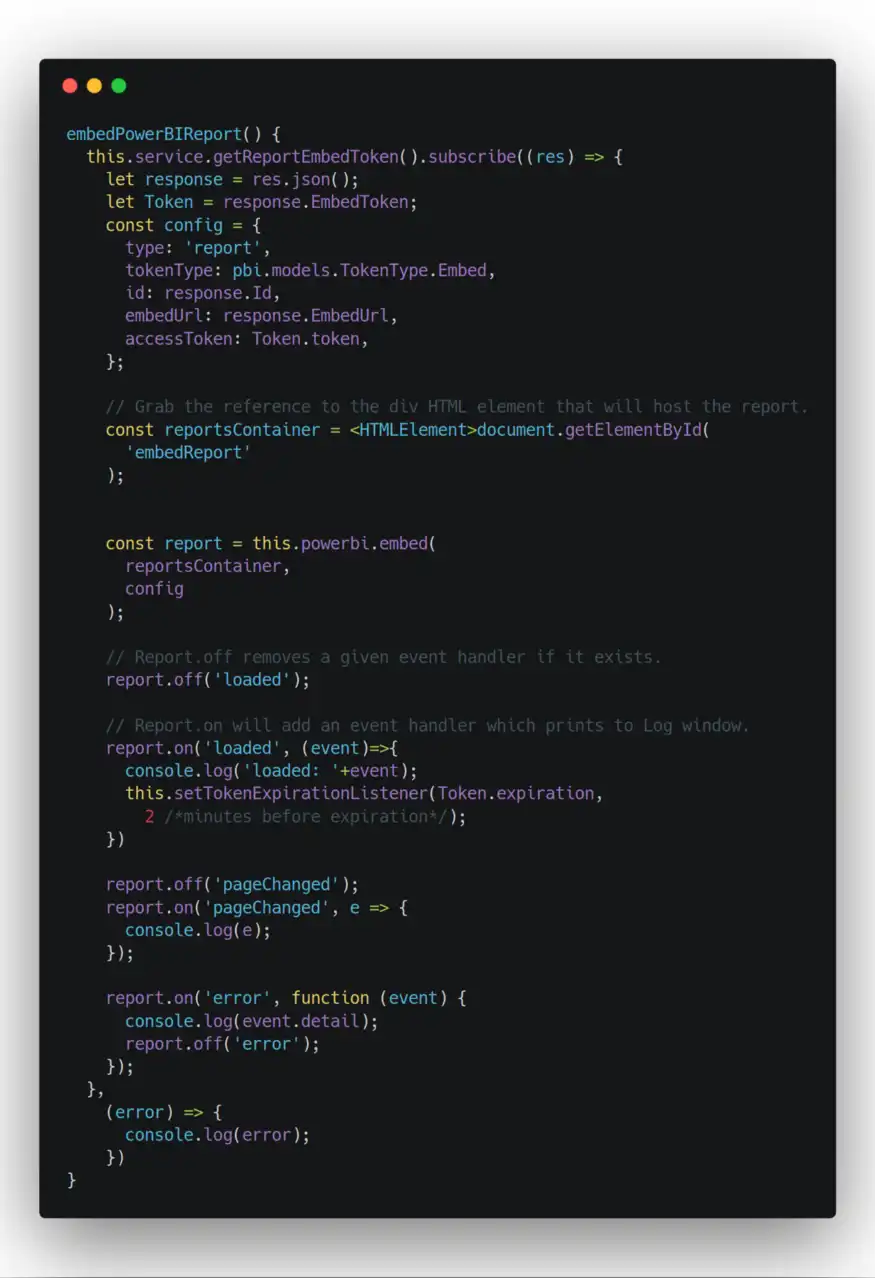 embedPowerBIReport() {
  this.service.getReportEmbedToken().subscribe((res) => {
    let response = res.json();
    let Token = response.EmbedToken;
    const config = {
      type: 'report',
      tokenType: pbi.models.TokenType.Embed,
      id: response.Id,
      embedUrl: response.EmbedUrl,
      accessToken: Token.token,
    };

    // Grab the reference to the div HTML element that will host the report.
    const reportsContainer = <HTMLElement>document.getElementById(
      'embedReport'
    );


    const report = this.powerbi.embed(
      reportsContainer,
      config
    );

    // Report.off removes a given event handler if it exists.
    report.off('loaded');

    // Report.on will add an event handler which prints to Log window.
    report.on('loaded', (event)=>{
      console.log('loaded: '+event);
      this.setTokenExpirationListener(Token.expiration,
        2 /*minutes before expiration*/);
    })

    report.off('pageChanged');
    report.on('pageChanged', e => {
      console.log(e);
    });

    report.on('error', function (event) {
      console.log(event.detail);
      report.off('error');
    });
  },
    (error) => {
      console.log(error);
    })
}